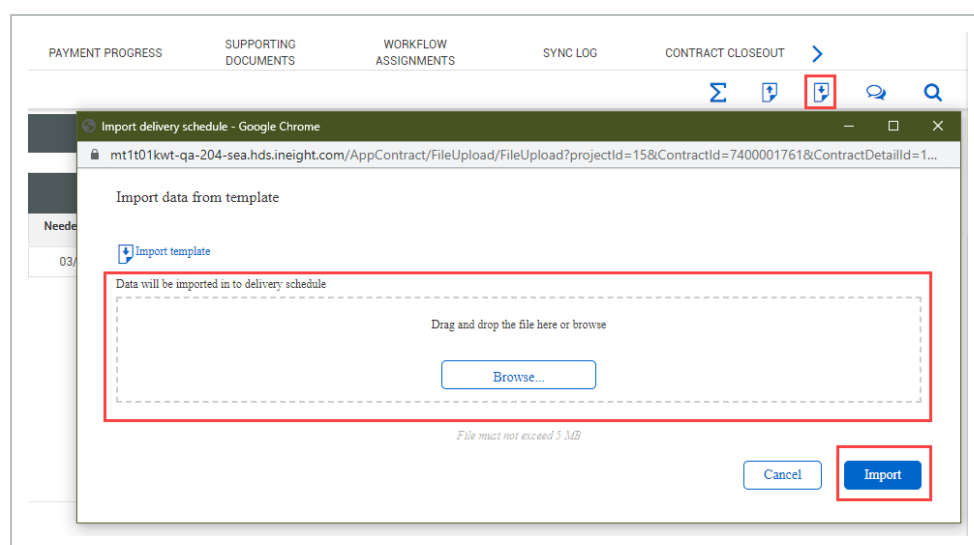 PAYMENT PROGRESS
SUPPORTING
DOCUMENTS
WORKFLOW
ASSIGNMENTS
SYNC LOG
CONTRACT CLOSEOUT
Import delivery schedule - Google Chrome
mt1t01kwt-qa-204-sea.hds.ineight.com/AppContract/FileUpload/FileUpload?projectId=15&ContractId=7400001761&ContractDetailId=1...
Import data from template
Neede
Import template
03/
Data will be imported in to delivery schedule
Drag and drop the file here or browse
Browse...
File must not exceed 5 MB
Cancel
Import